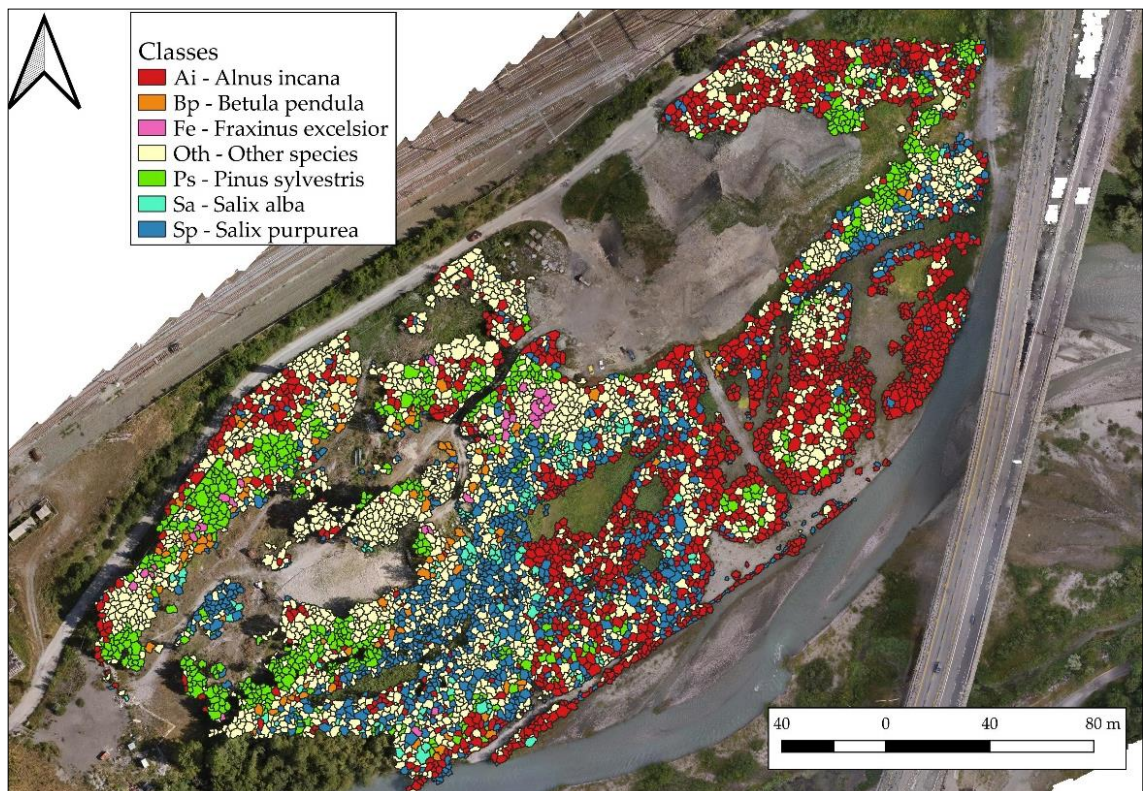 Classes
Ai - Alnus incana
Bp - Betula pendula
Fe - Fraxinus excelsior
Oth - Other species
Ps - Pinus sylvestris
Sa - Salix alba
Sp - Salix purpurea
40 0 40 80 m